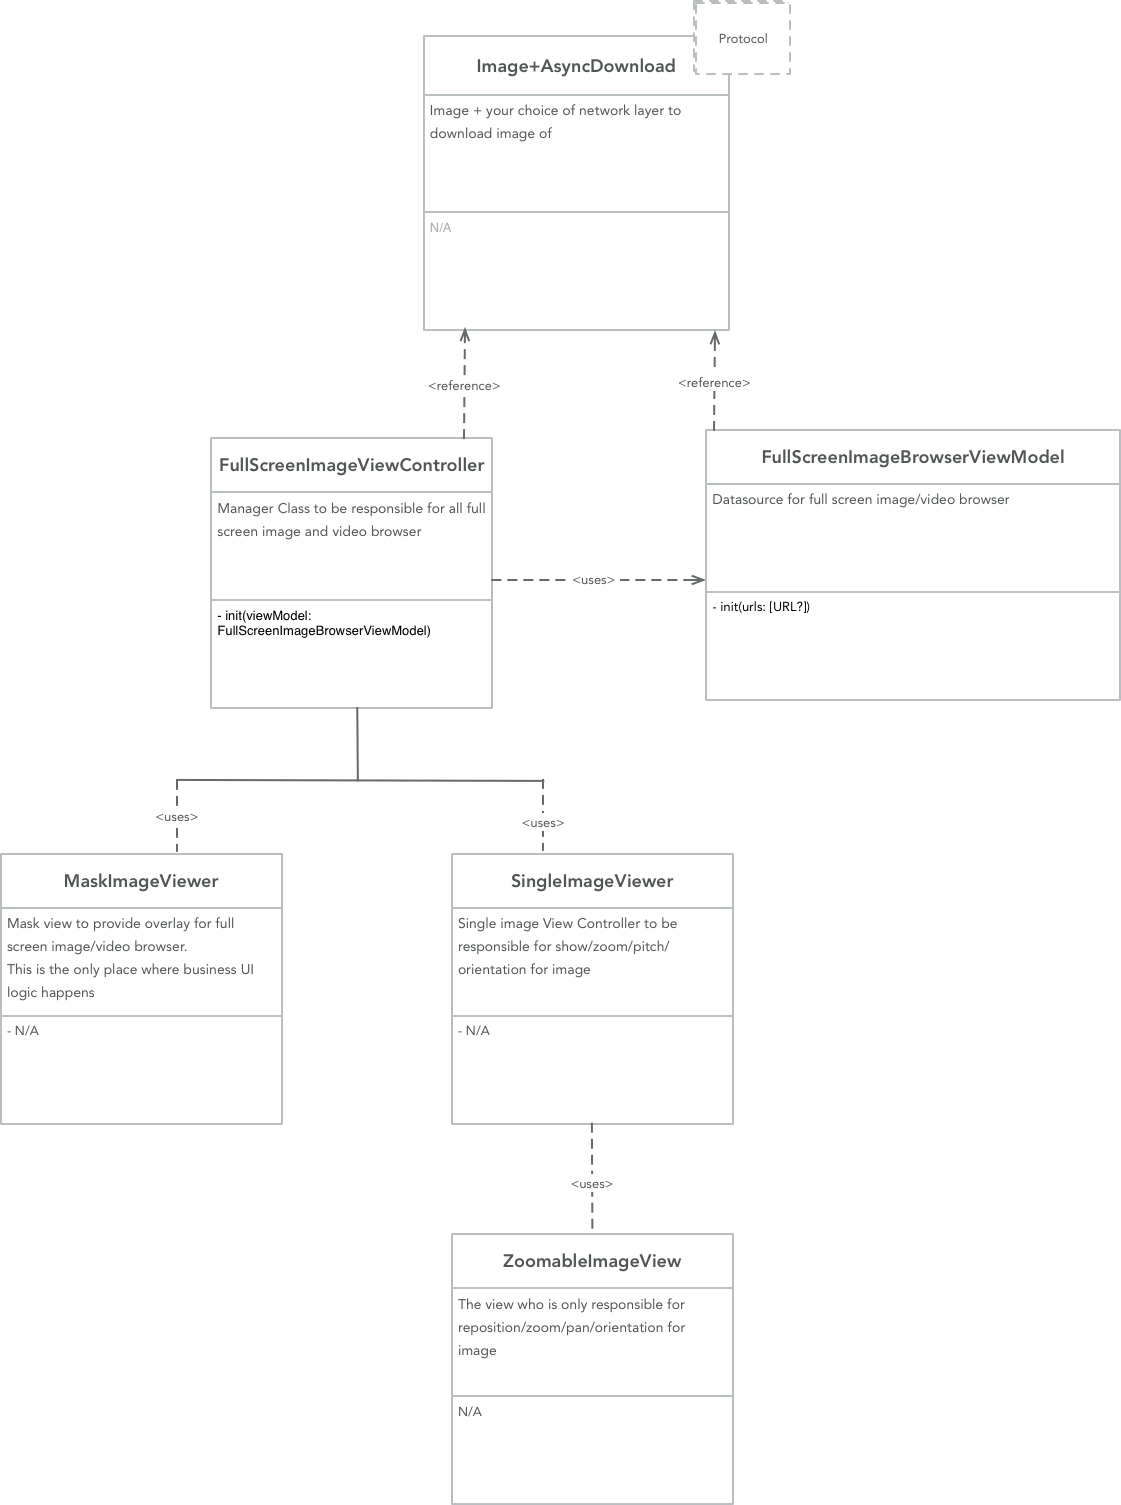 Protocol
Image+AsyncDownload
Image + your choice of network layer to
download image of
N/A
<reference>
<reference>
FullScreenImageViewController
Manager Class to be responsible for all full
screen image and video browser
- init(viewModel:
FullScreenImageBrowserViewModel)
<uses>
FullScreenImageBrowserViewModel
Datasource for full screen image/video browser
- init(urls: [URL?])
<uses>
<uses>
MaskImageViewer
Mask view to provide overlay for full
screen image/video browser.
This is the only place where business UI
logic happens
- N/A
SingleImageViewer
Single image View Controller to be
responsible for show/zoom/pitch/
orientation for image
- N/A
<uses>
ZoomableImageView
The view who is only responsible for
reposition/zoom/pan/orientation for
image
N/A